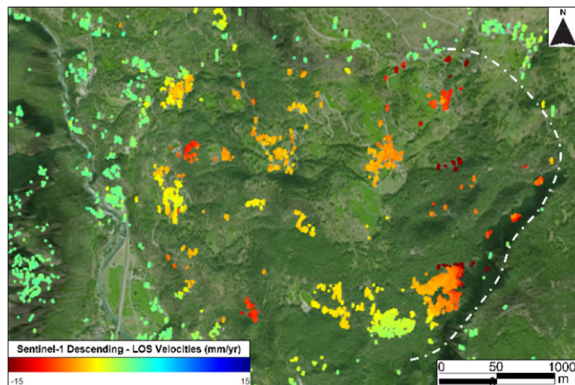 N
Sentinel-1 Descending - LOS Velocities (mm/yr)
-15 15
0 50 1000
m